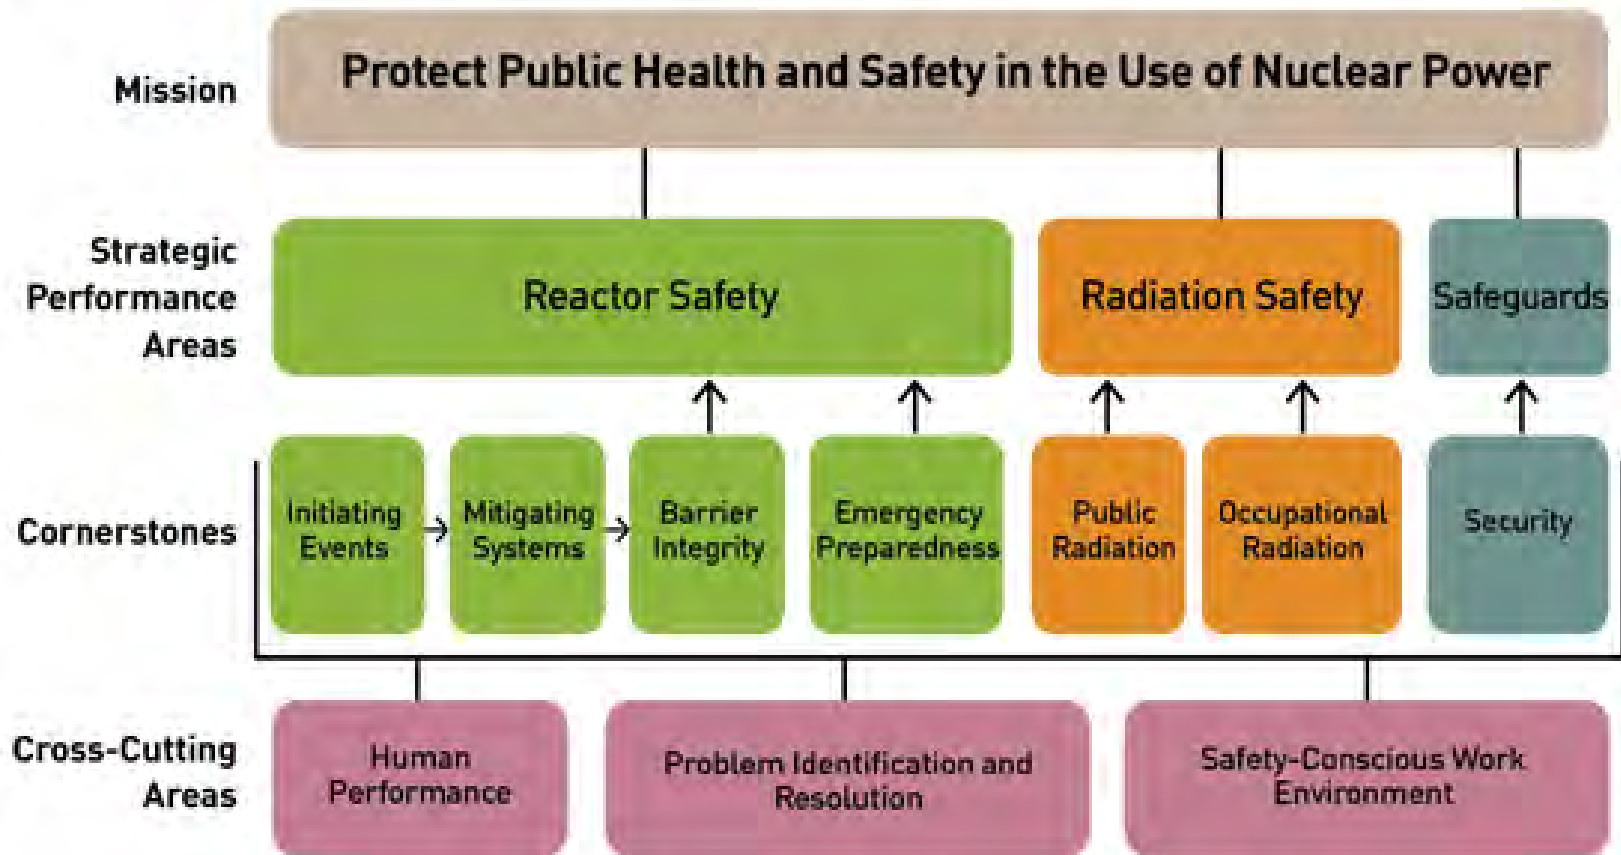 Mission
Protect Public Health and Safety in the Use of Nuclear Power
Strategic
Performance
Areas
Reactor Safety
Radiation Safety
Safeguards
Cornerstones
Initiating
Events
Mitigating
Systems
Barrier
Integrity
Emergency
Preparedness
Public
Radiation
Occupational
Radiation
Security
Cross-Cutting
Areas
Human
Performance
Problem Identification and
Resolution
Safety-Conscious Work
Environment